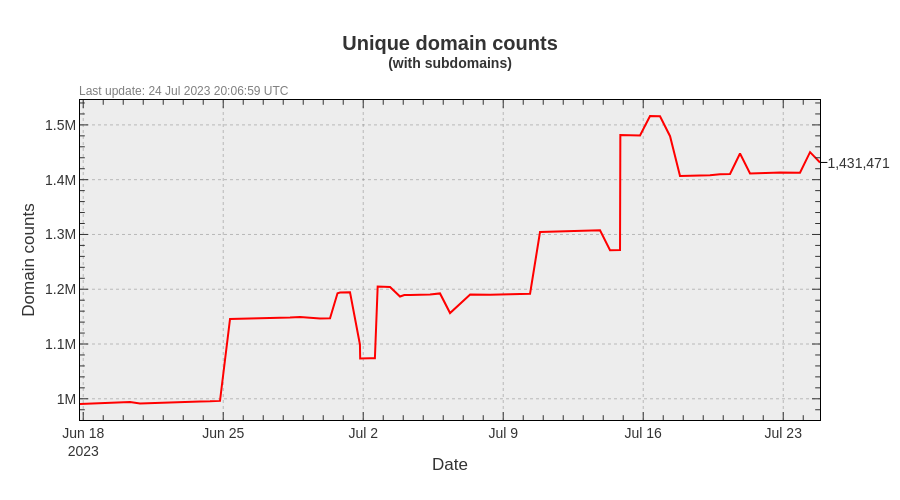 Unique domain counts
(with subdomains)
Last update: 24 Jul 2023 20:06:59 UTC
1.5M
1.4M
1.3M
1.2M
1.1M
1M
Domain counts
1,431,471
Jun 18
2023
Jun 25
Jul 2
Jul 9
Jul 16
Jul 23
Date